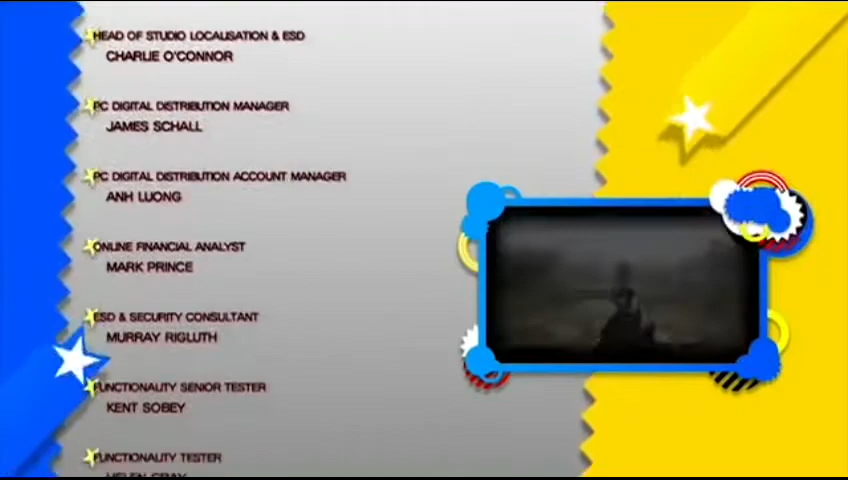 HEAD OF STUDIO LOCALISATION & ESD
CHARLIE O'CONNOR
PC DIGITAL DISTRIBUTION MANAGER
JAMES SCHALL
PC DIGITAL DISTRIBUTION ACCOUNT MANAGER
ANH LUONG
ONLINE FINANCIAL ANALYST
MARK PRINCE
ESD & SECURITY CONSULTANT
MURRAY RIGLUTH
FUNCTIONALITY SENIOR TESTER
KENT SOBEY
FUNCTIONALITY TESTER